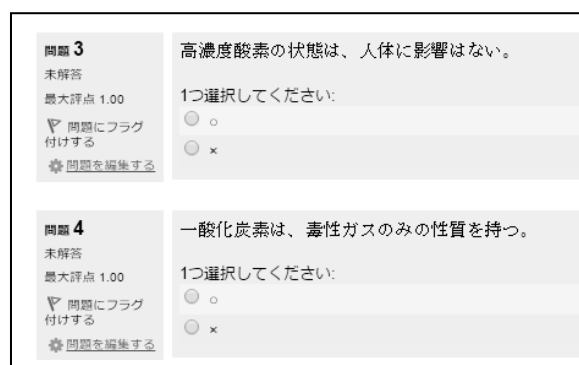 問題 3
未解答
最大評点 1.00
問題にフラグ
付けする
問題を編集する
高濃度酸素の状態は、人体に影響はない。
1つ選択してください:
○
×
問題 4
未解答
最大評点 1.00
問題にフラグ
付けする
問題を編集する
一酸化炭素は、毒性ガスのみの性質を持つ。
1つ選択してください:
○
×